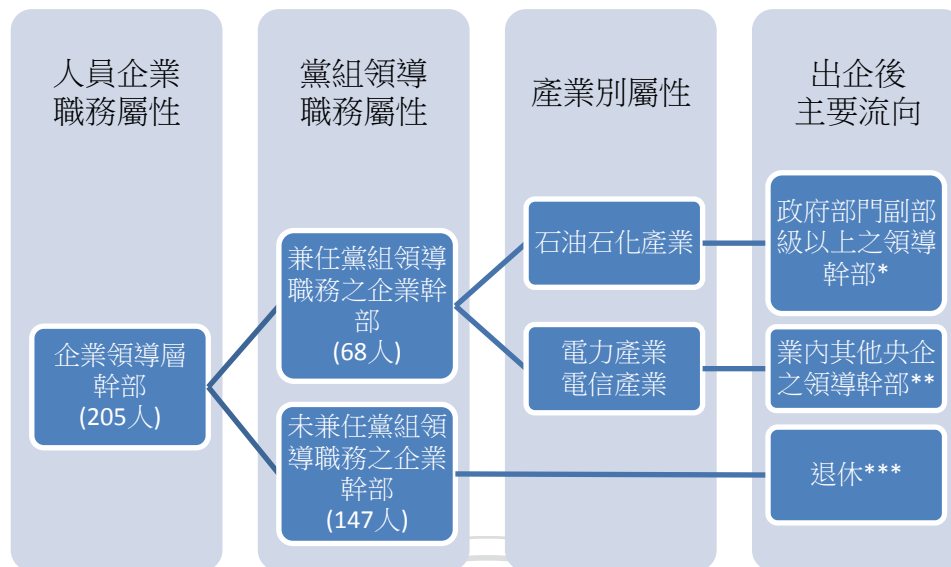 人員企業
職務屬性
黨組領導
職務屬性
產業別屬性
出企後
主要流向
企業領導層
幹部
(205人)
兼任黨組領導
職務之企業幹
部
(68人)
未兼任黨組領
導職務之企業
幹部
(147人)
石油石化產業
電力產業
電信產業
政府部門副部
級以上之領導
幹部*
業內其他央企
之領導幹部**
退休***